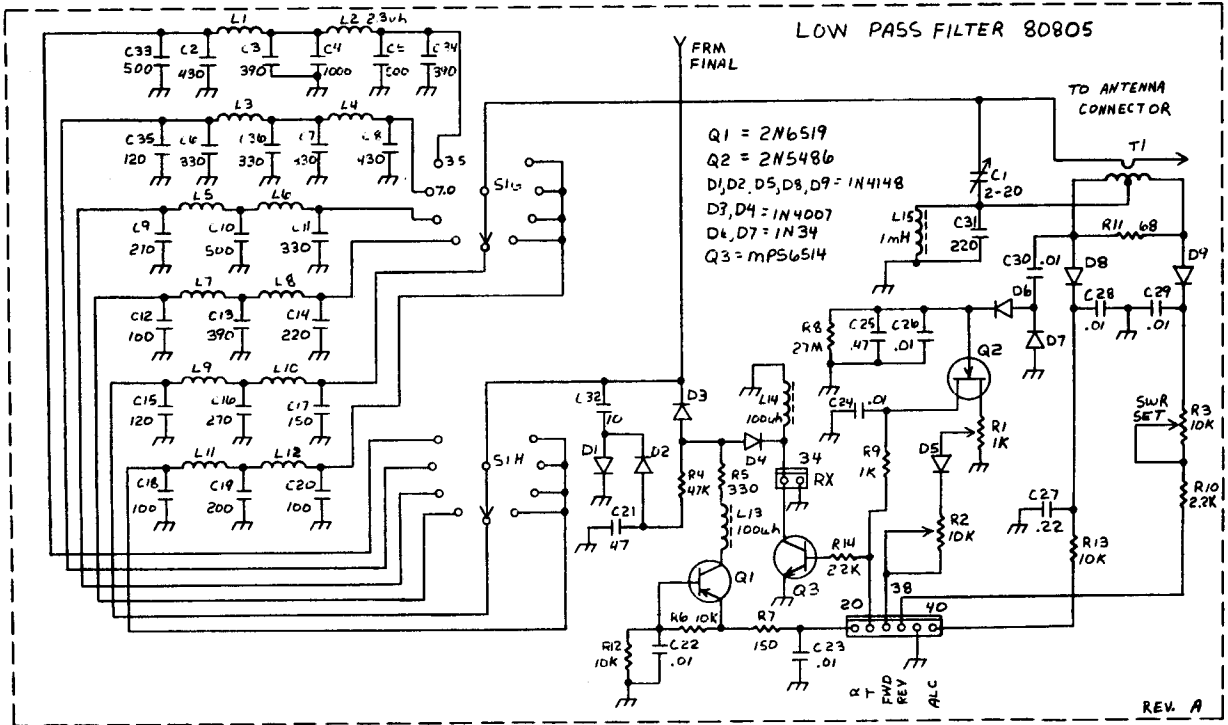 LOW PASS FILTER 80805
L1
L2 2.3uh
C33
500
C2
430
C3
390
C4
1000
500
390
FRM
FINAL
TO ANTENNA
CONNECTOR
L3
L4
C35
120
330
330
C7
C8
430
3.5
7.0
S1G
Q1 = 2N6519
Q2 = 2N5486
D1,D2,D5,D8,D9=1N4148
D3,D4=1N4007
D6,D7=1N34
Q3=MPS6514
C1
2-20
T1
L15
1mH
C31
220
R11 68
L5
L6
C9
270
C10
500
C11
330
C30 .01
D8
D9
L7
L8
C12
100
C13
390
C14
220
D6
D7
C28
.01
C29
.01
R8
27M
C25
.47
C26
.01
Q2
L9
L10
C15
120
C16
270
C17
150
C32
10
D3
L14
100uh
C24
.01
R1
1K
SWR
SET
R3
10K
L11
L12
C18
100
C19
200
C20
100
S1H
D1
D2
R4
47K
R5
330
D4
34
RX
R9
1K
D5
R2
10K
R10
2.2K
C21
47
L13
100uh
C27
.22
R13
10K
Q1
Q3
R14
22K
38
20
40
R6 10K
R7
150
R12
10K
C22
.01
C23
.01
R
T
FWD
REV
ALC
REV. A